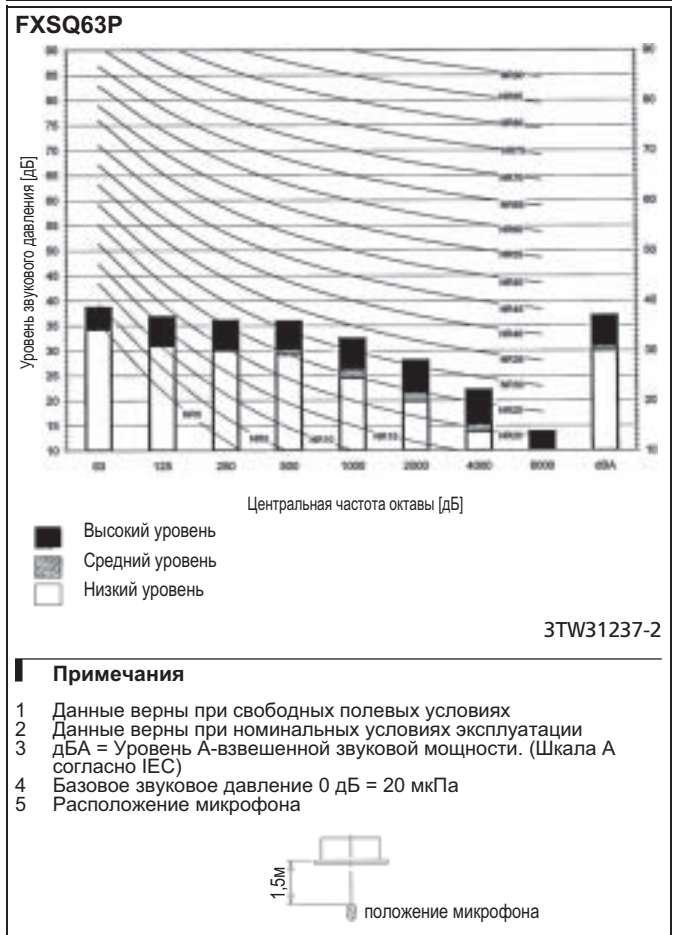 FXSQ63P
Уровень звукового давления [дБ]
90
80
70
60
50
40
30
20
10
63 125 250 500 1000 2000 4000 8000 dBA
Центральная частота октавы [дБ]
Высокий уровень
Средний уровень
Низкий уровень
3TW31237-2
Примечания
1 Данные верны при свободных полевых условиях
2 Данные верны при номинальных условиях эксплуатации
3 дБА = Уровень А-взвешенной звуковой мощности. (Шкала А
согласно IEC)
4 Базовое звуковое давление 0 дБ = 20 мкПа
5 Расположение микрофона
1,5м
положение микрофона